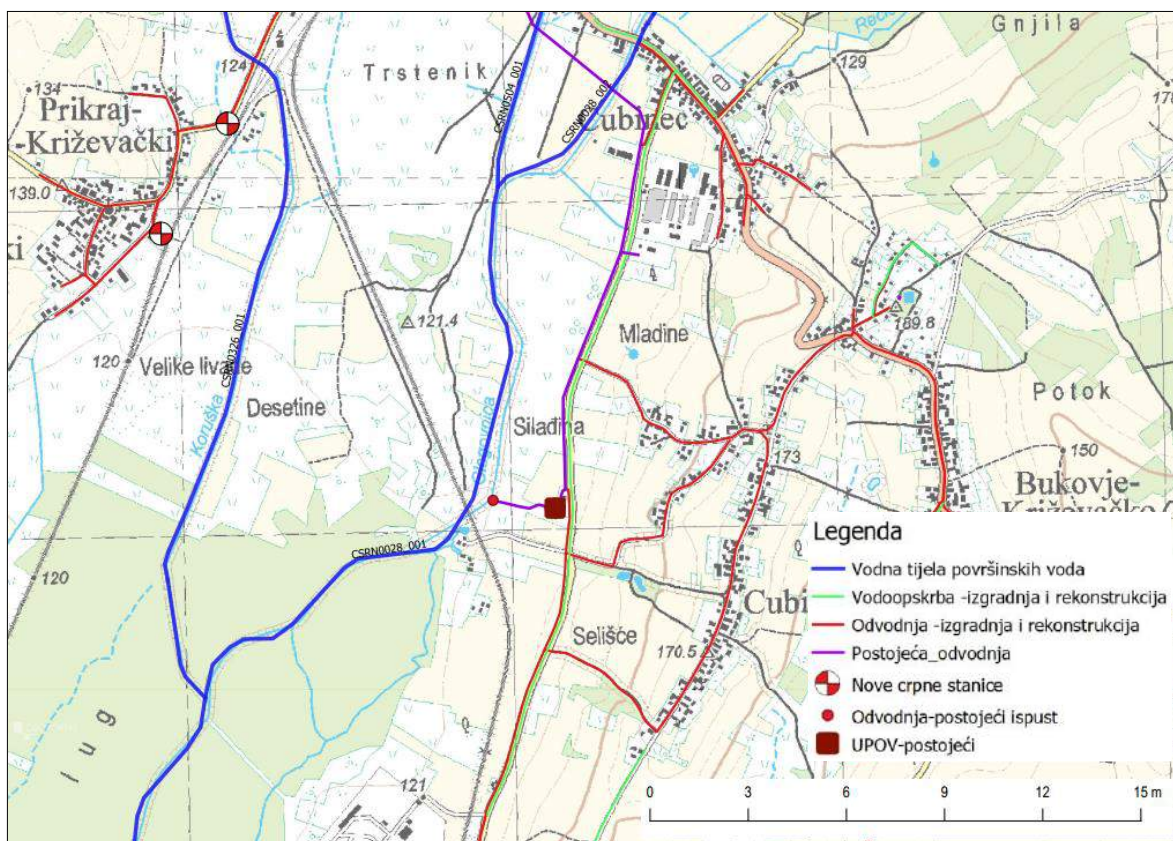 Gnjila
Trstenik
129
124
134
Prikraj-
-Križevački
Cubinec
CSRN0504_001
CSRN0028_001
139.0
ki
189.8
121.4
Mladine
120
Velike livade
CSRN0326_001
Desetine
Koruška
Potok
Siladina
150
173
Bukovje-
Križevačko
CSRN0028_001
120
Selišće
Cubi
170.5
lug
121
Legenda
Vodna tijela površinskih voda
Vodoopskrba -izgradnja i rekonstrukcija
Odvodnja -izgradnja i rekonstrukcija
Postojeća_odvodnja
Nove crpne stanice
Odvodnja-postojeći ispust
UPOV-postojeći
0 3 6 9 12 15 m